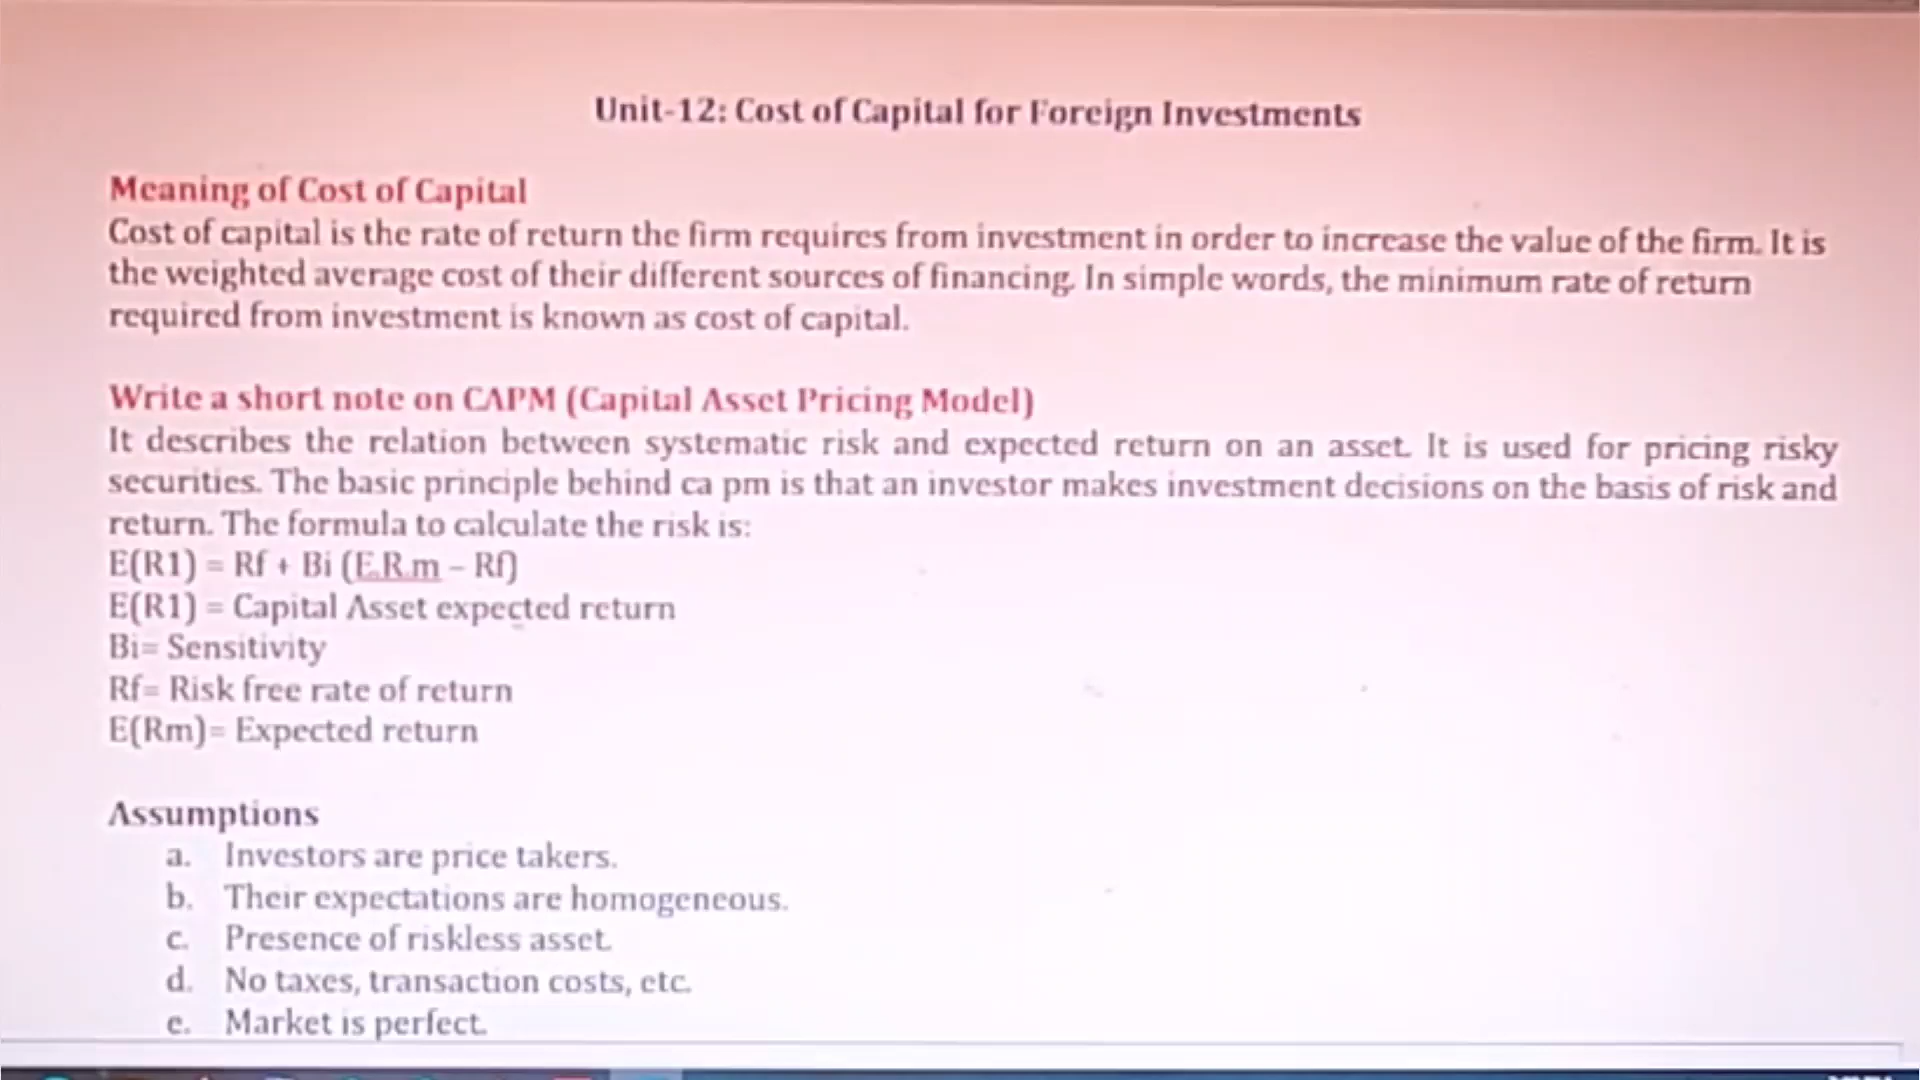 Unit-12: Cost of Capital for Foreign Investments
Meaning of Cost of Capital
Cost of capital is the rate of return the firm requires from investment in order to increase the value of the firm. It is
the weighted average cost of their different sources of financing. In simple words, the minimum rate of return
required from investment is known as cost of capital.
Write a short note on CAPM (Capital Asset Pricing Model)
It describes the relation between systematic risk and expected return on an asset. It is used for pricing risky
securities. The basic principle behind ca pm is that an investor makes investment decisions on the basis of risk and
return. The formula to calculate the risk is:
E(R1) = Rf + Bi (E.R.m – Rf)
E(R1) = Capital Asset expected return
Bi= Sensitivity
Rf= Risk free rate of return
E(Rm)= Expected return
Assumptions
a. Investors are price takers.
b. Their expectations are homogeneous.
c. Presence of riskless asset.
d. No taxes, transaction costs, etc.
e. Market is perfect.